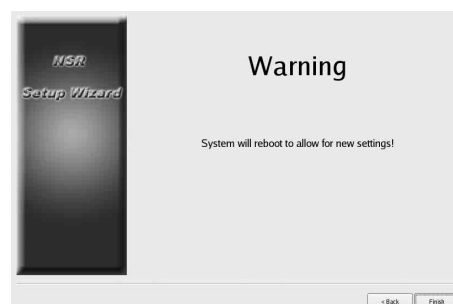 NSR
Setup Wizard
Warning
System will reboot to allow for new settings!
< Back
Finish